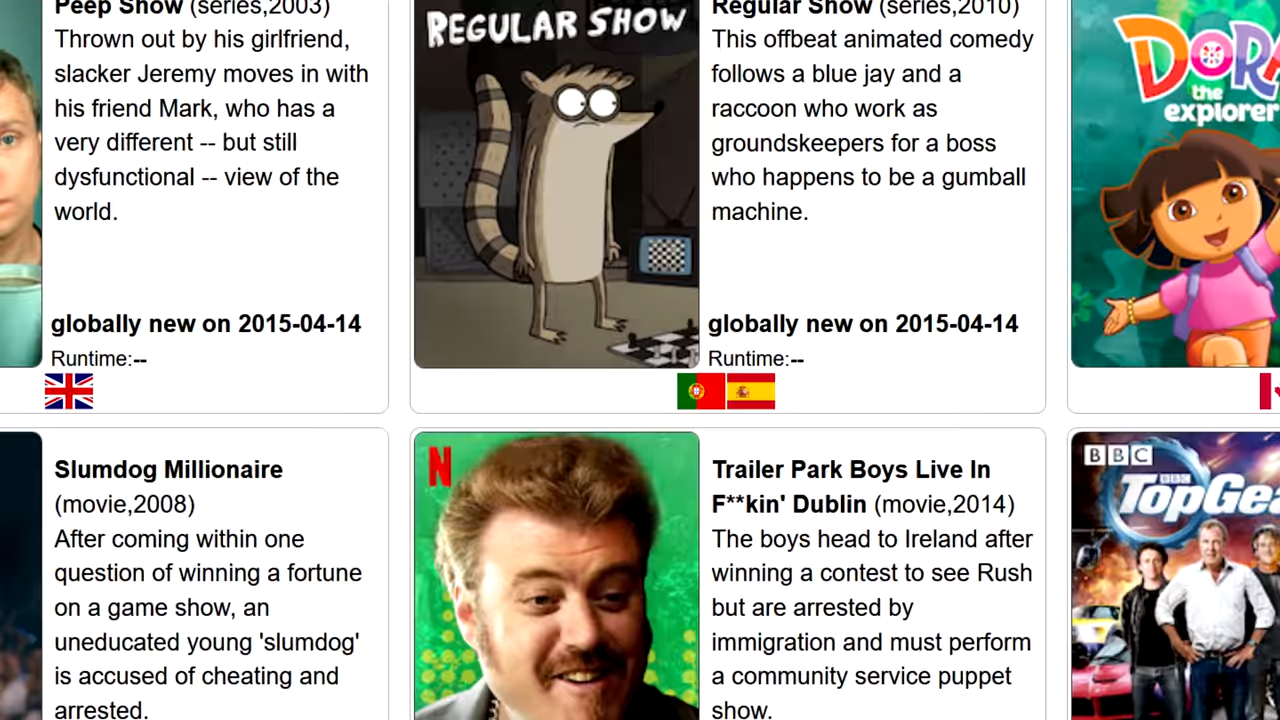 Peep Show (series,2003)
Thrown out by his girlfriend,
slacker Jeremy moves in with
his friend Mark, who has a
very different -- but still
dysfunctional -- view of the
world.
globally new on 2015-04-14
Runtime:--
REGULAR SHOW
Regular Show (series,2010)
This offbeat animated comedy
follows a blue jay and a
raccoon who work as
groundskeepers for a boss
who happens to be a gumball
machine.
globally new on 2015-04-14
Runtime:--
the
explorer
Slumdog Millionaire
(movie,2008)
After coming within one
question of winning a fortune
on a game show, an
uneducated young 'slumdog'
is accused of cheating and
arrested.
N
Trailer Park Boys Live In
F**kin' Dublin (movie,2014)
The boys head to Ireland after
winning a contest to see Rush
but are arrested by
immigration and must perform
a community service puppet
show.
BBC
BBC